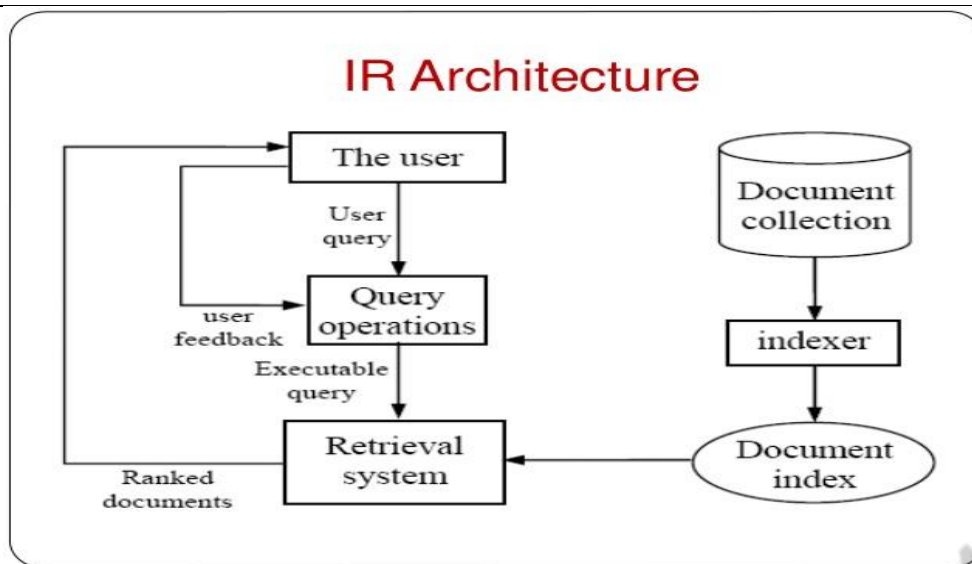 IR Architecture
The user
User
query
Query
operations
user
feedback
Executable
query
Retrieval
system
Ranked
documents
Document
collection
indexer
Document
index